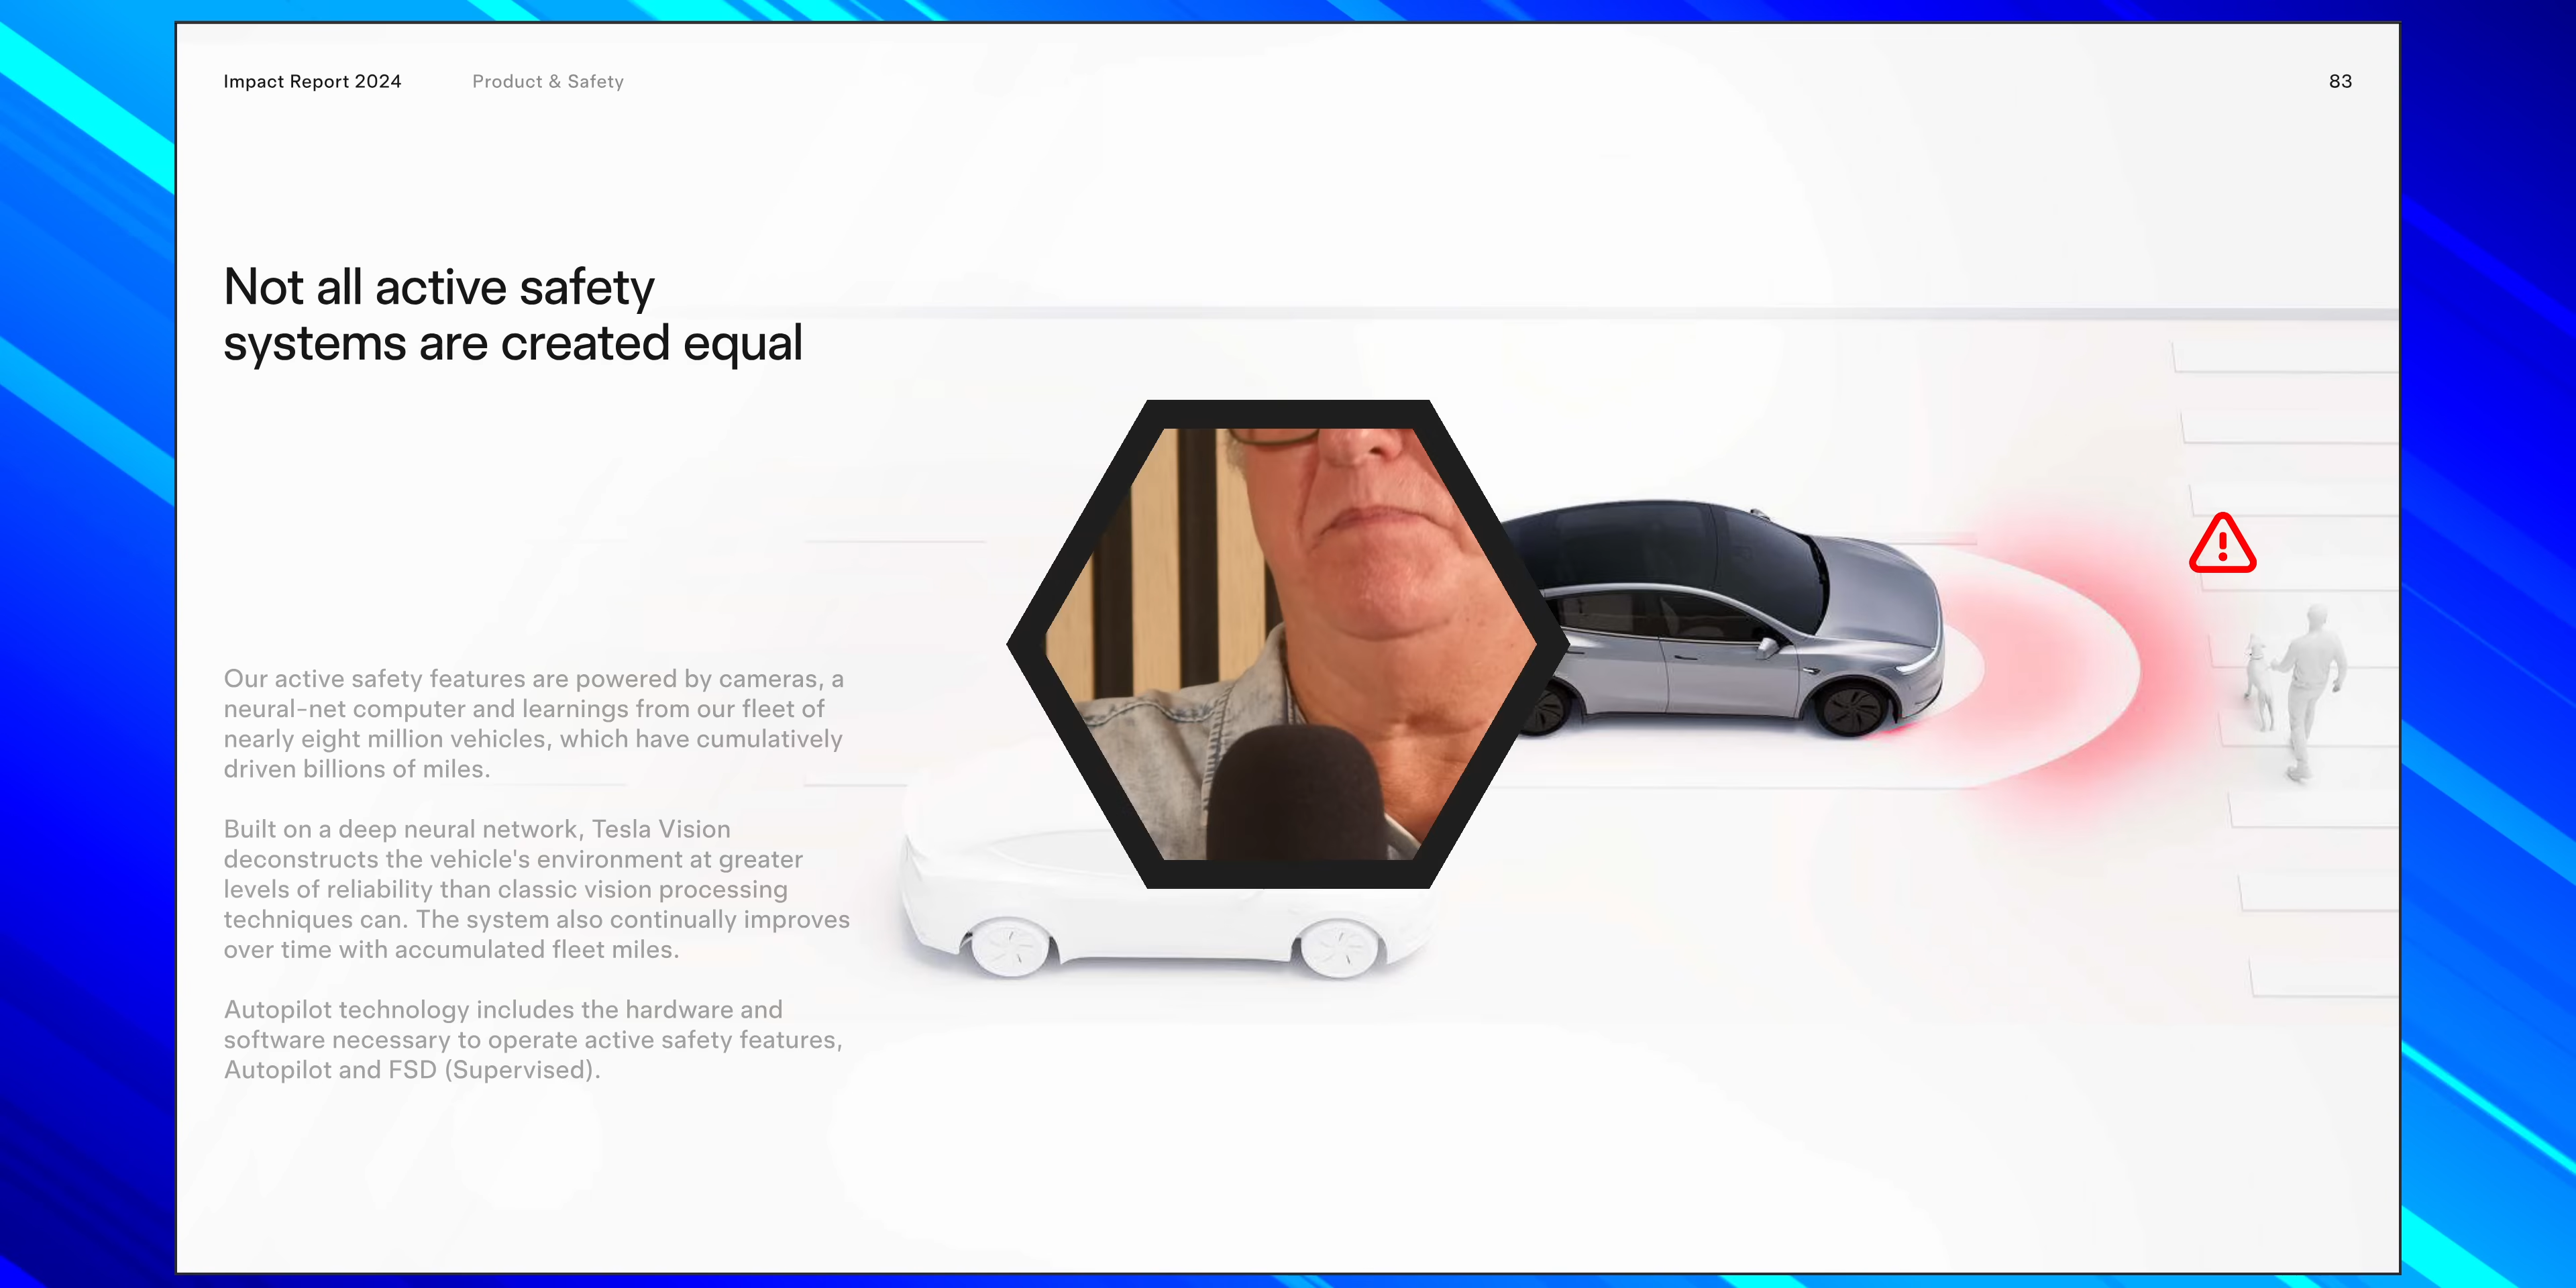 Impact Report 2024
Product & Safety
83
Not all active safety
systems are created equal
Our active safety features are powered by cameras, a
neural-net computer and learnings from our fleet of
nearly eight million vehicles, which have cumulatively
driven billions of miles.
Built on a deep neural network, Tesla Vision
deconstructs the vehicle's environment at greater
levels of reliability than classic vision processing
techniques can. The system also continually improves
over time with accumulated fleet miles.
Autopilot technology includes the hardware and
software necessary to operate active safety features,
Autopilot and FSD (Supervised).